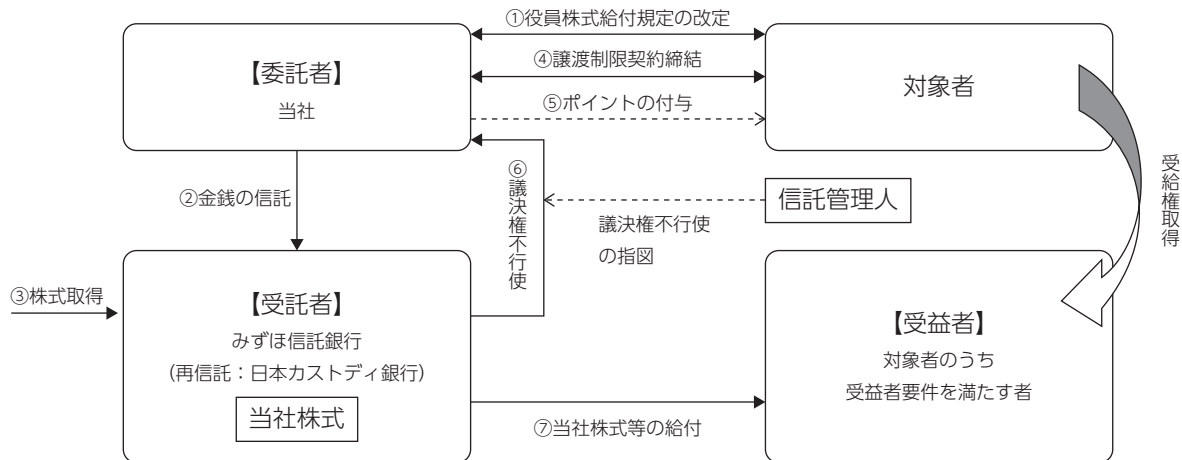 ①役員株式給付規定の改定
【委託者】
当社
④譲渡制限契約締結
⑤ポイントの付与
対象者
②金銭の信託
⑥議決権不行使
議決権不行使
の指図
信託管理人
受給権取得
③株式取得
【受託者】
みずほ信託銀行
(再信託：日本カストディ銀行)
当社株式
⑦当社株式等の給付
【受益者】
対象者のうち
受益者要件を満たす者